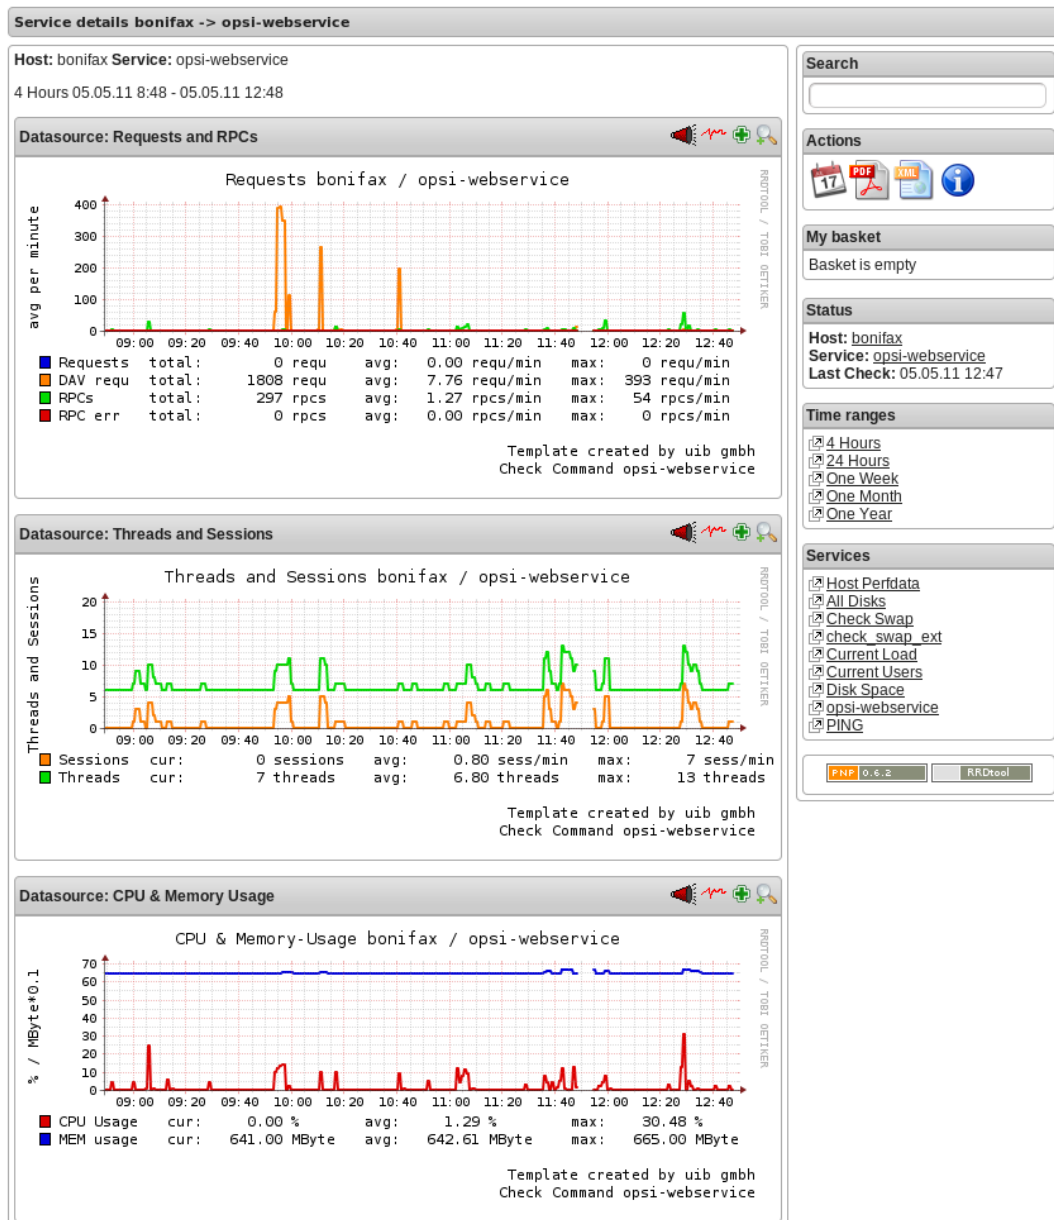 Service details bonifax -> opsi-webservice
Host: bonifax Service: opsi-webservice
4 Hours 05.05.11 8:48 - 05.05.11 12:48
Datasource: Requests and RPCs
Requests bonifax / opsi-webservice
RRDTOOL / TOBI OETIKER
avg per minute
400
300
200
100
0
09:00 09:20 09:40 10:00 10:20 10:40 11:00 11:20 11:40 12:00 12:20 12:40
Requests total: 0 requ avg: 0.00 requ/min max: 0 requ/min
DAV requ total: 1808 requ avg: 7.76 requ/min max: 393 requ/min
RPCs total: 297 rpcs avg: 1.27 rpcs/min max: 54 rpcs/min
RPC err total: 0 rpcs avg: 0.00 rpcs/min max: 0 rpcs/min
Template created by uib gmbh
Check Command opsi-webservice
Datasource: Threads and Sessions
Threads and Sessions bonifax / opsi-webservice
RRDTOOL / TOBI OETIKER
Threads and Sessions
20
15
10
5
0
09:00 09:20 09:40 10:00 10:20 10:40 11:00 11:20 11:40 12:00 12:20 12:40
Sessions cur: 0 sessions avg: 0.80 sess/min max: 7 sess/min
Threads cur: 7 threads avg: 6.80 threads max: 13 threads
Template created by uib gmbh
Check Command opsi-webservice
Datasource: CPU & Memory Usage
CPU & Memory-Usage bonifax / opsi-webservice
RRDTOOL / TOBI OETIKER
% / MByte*0.1
70
60
50
40
30
20
10
0
09:00 09:20 09:40 10:00 10:20 10:40 11:00 11:20 11:40 12:00 12:20 12:40
CPU Usage cur: 0.00 % avg: 1.29 % max: 30.48 %
MEM usage cur: 641.00 MByte avg: 642.61 MByte max: 665.00 MByte
Template created by uib gmbh
Check Command opsi-webservice
Search
Actions
17 PDF XML i
My basket
Basket is empty
Status
Host: bonifax
Service: opsi-webservice
Last Check: 05.05.11 12:47
Time ranges
4 Hours
24 Hours
One Week
One Month
One Year
Services
Host Perfdata
All Disks
Check Swap
check_swap_ext
Current Load
Current Users
Disk Space
opsi-webservice
PING
PNP 0.6.2 RRDtool